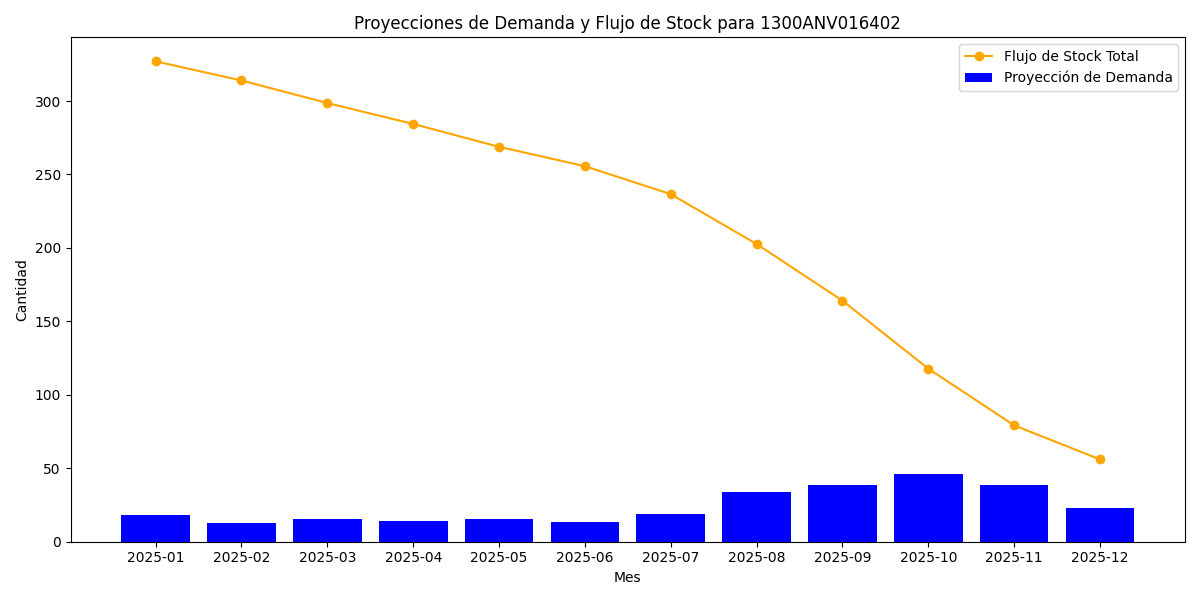 Proyecciones de Demanda y Flujo de Stock para 1300ANV016402
Flujo de Stock Total
Proyección de Demanda
Cantidad
300
250
200
150
100
50
0
2025-01 2025-02 2025-03 2025-04 2025-05 2025-06 2025-07 2025-08 2025-09 2025-10 2025-11 2025-12
Mes